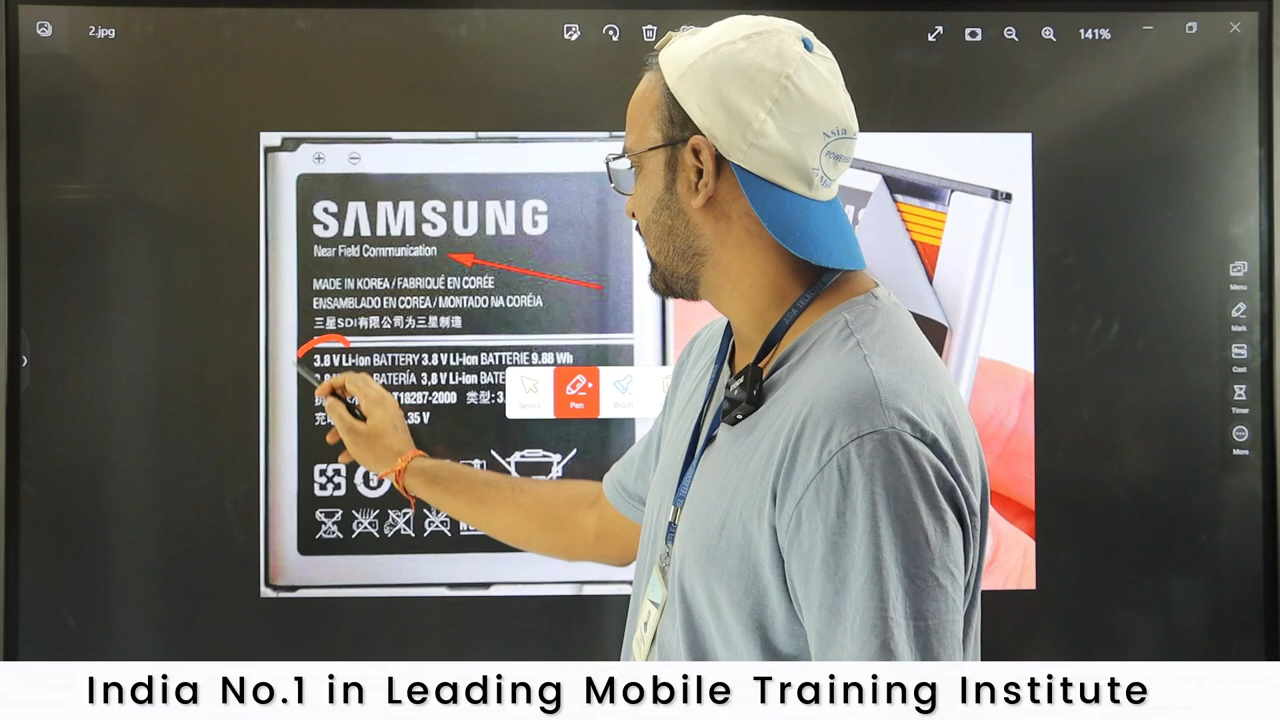 2.jpg
141%
SAMSUNG
Near Field Communication
MADE IN KOREA / FABRIQUÉ EN CORÉE
ENSAMBLADO EN COREA / MONTADO NA CORÉIA
三星SDI有限公司为三星制造
3.8 V Li-ion BATTERY 3.8 V Li-ion BATTERIE 9.88 Wh
BATERÍA 3,8 V Li-ion
T18287-2000 类型: 3.
.35 V
Select
Pen
Brush
Menu
Mark
Cast
Timer
More
Asia
POWERED
India No.1 in Leading Mobile Training Institute